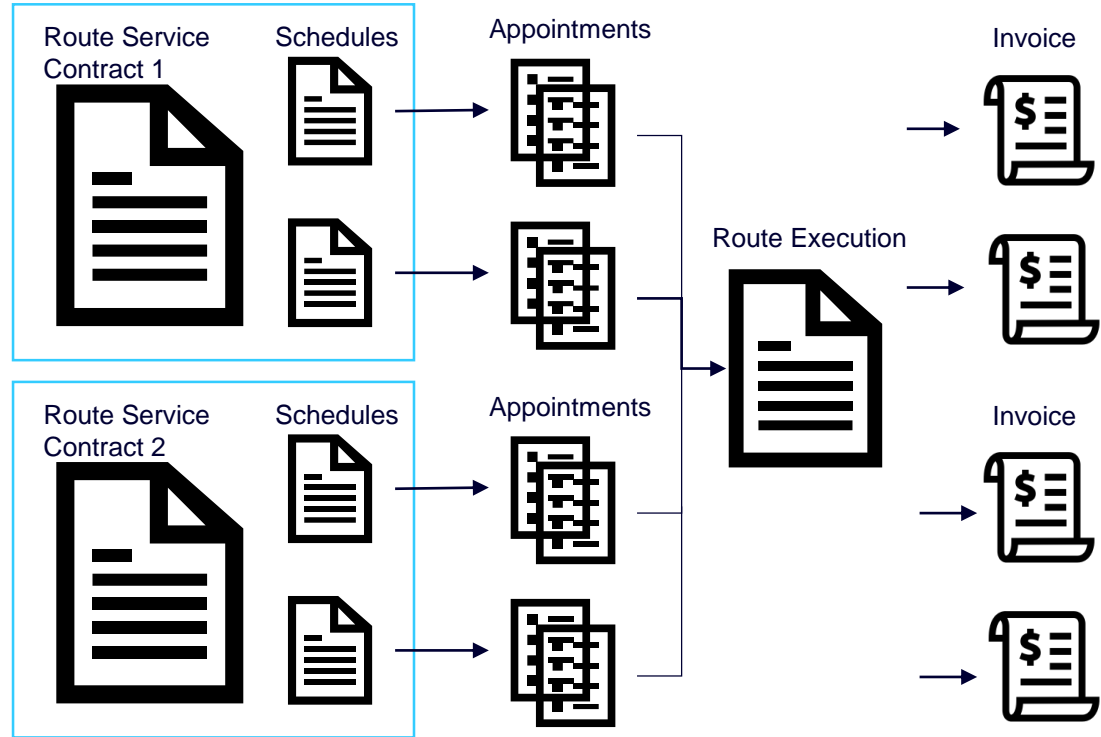 Route Service
Contract 1
Schedules
Appointments
Invoice
$
$
Route Execution
Route Service
Contract 2
Schedules
Appointments
Invoice
$
$